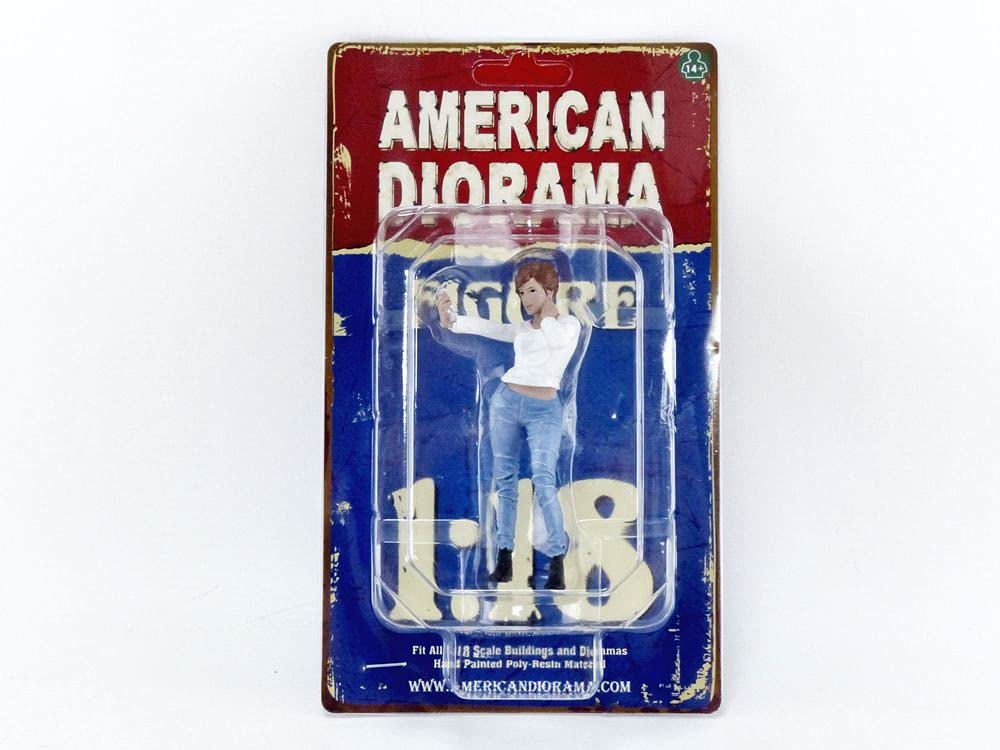 14+
AMERICAN
DIORAMA
FIGURE
1:18
Fit All 1:18 Scale Buildings and Dioramas
Hand Painted Poly-Resin Material
WWW.AMERICANDIORAMA.COM